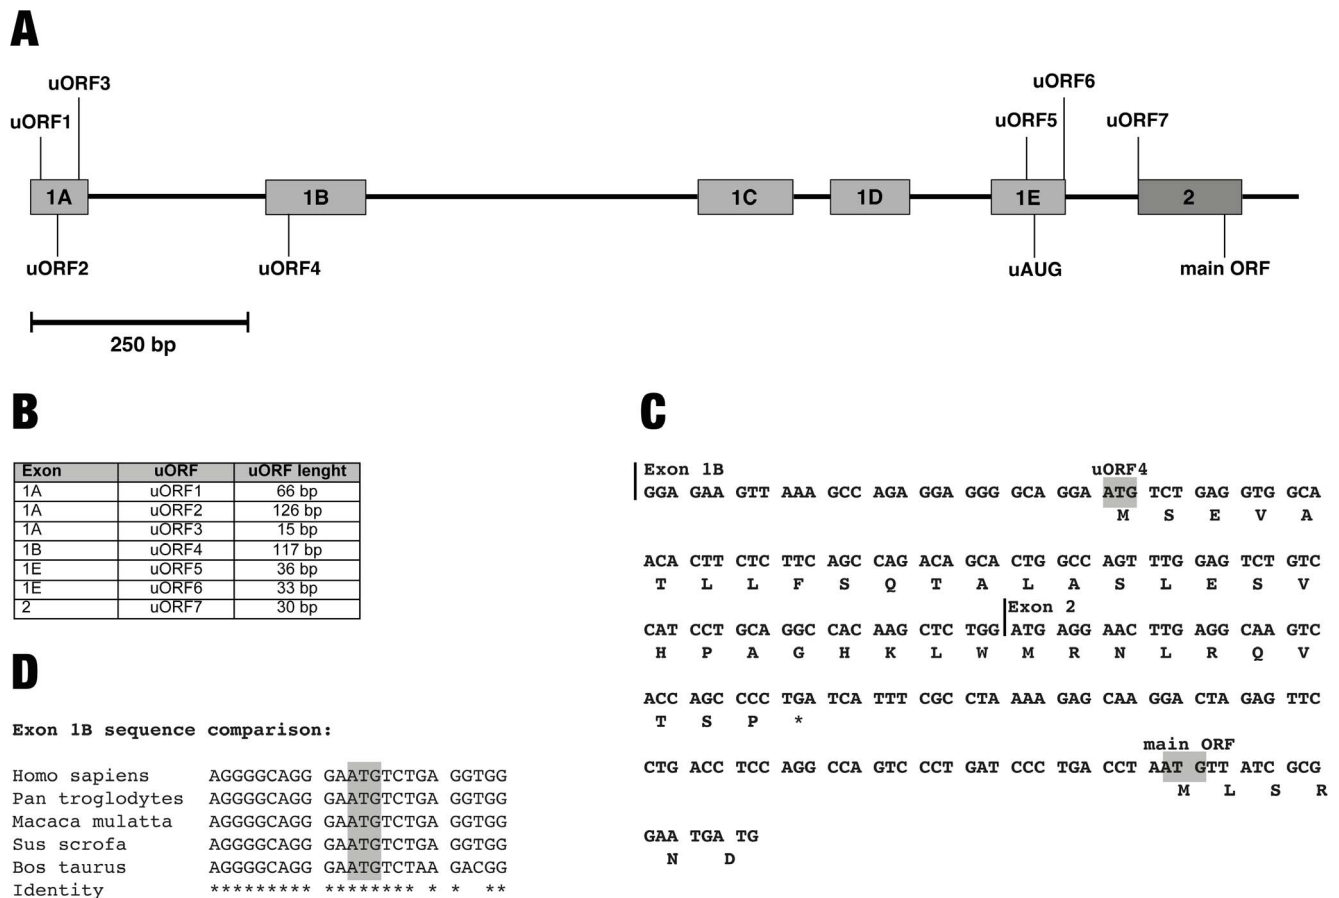 A
uORF3
uORF6
uORF1
uORF5
uORF7
1A
1B
1C
1D
1E
2
uORF2
uORF4
uAUG
main ORF
250 bp
B
Exon uORF uORF lenght
1A uORF1 66 bp
1A uORF2 126 bp
1A uORF3 15 bp
1B uORF4 117 bp
1E uORF5 36 bp
1E uORF6 33 bp
2 uORF7 30 bp
C
Exon 1B uORF4
GGA GAA GTT AAA GCC AGA GGA GGG GCA GGA ATG TCT GAG GTG GCA
M S E V A
ACA CTT CTC TTC AGC CAG ACA GCA CTG GCC AGT TTG GAG TCT GTC
T L L F S Q T A L A S L E S V
Exon 2
CAT CCT GCA GGC CAC AAG CTC TGG ATG AGG AAC TTG AGG CAA GTC
H P A G H K L W M R N L R Q V
ACC AGC CCC TGA TCA TTT CGC CTA AAA GAG CAA GGA CTA GAG TTC
T S P *
main ORF
CTG ACC TCC AGG CCA GTC CCT GAT CCC TGA CCT AAT GTT ATC GCG
M L S R
GAA TGA TG
N D
D
Exon 1B sequence comparison:
Homo sapiens AGGGGCAGG GAATGTCTGA GGTGG
Pan troglodytes AGGGGCAGG GAATGTCTGA GGTGG
Macaca mulatta AGGGGCAGG GAATGTCTGA GGTGG
Sus scrofa AGGGGCAGG GAATGTCTGA GGTGG
Bos taurus AGGGGCAGG GAATGTCTAA GACGG
Identity ********* ******** * * **